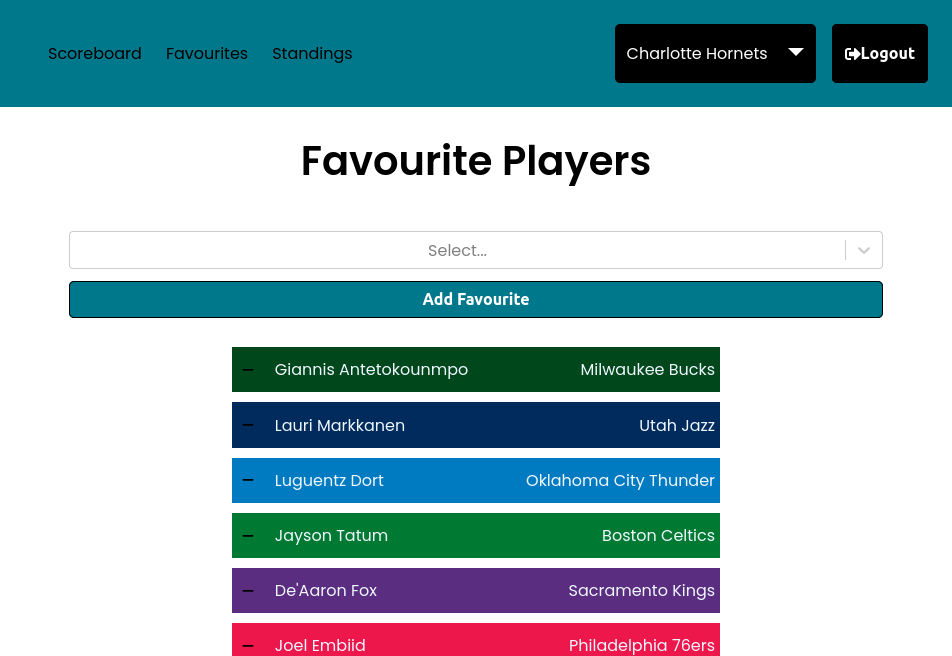 Scoreboard Favourites Standings Charlotte Hornets Logout
Favourite Players
Select...
Add Favourite
Giannis Antetokounmpo Milwaukee Bucks
Lauri Markkanen Utah Jazz
Luguentz Dort Oklahoma City Thunder
Jayson Tatum Boston Celtics
De'Aaron Fox Sacramento Kings
Joel Embiid Philadelphia 76ers